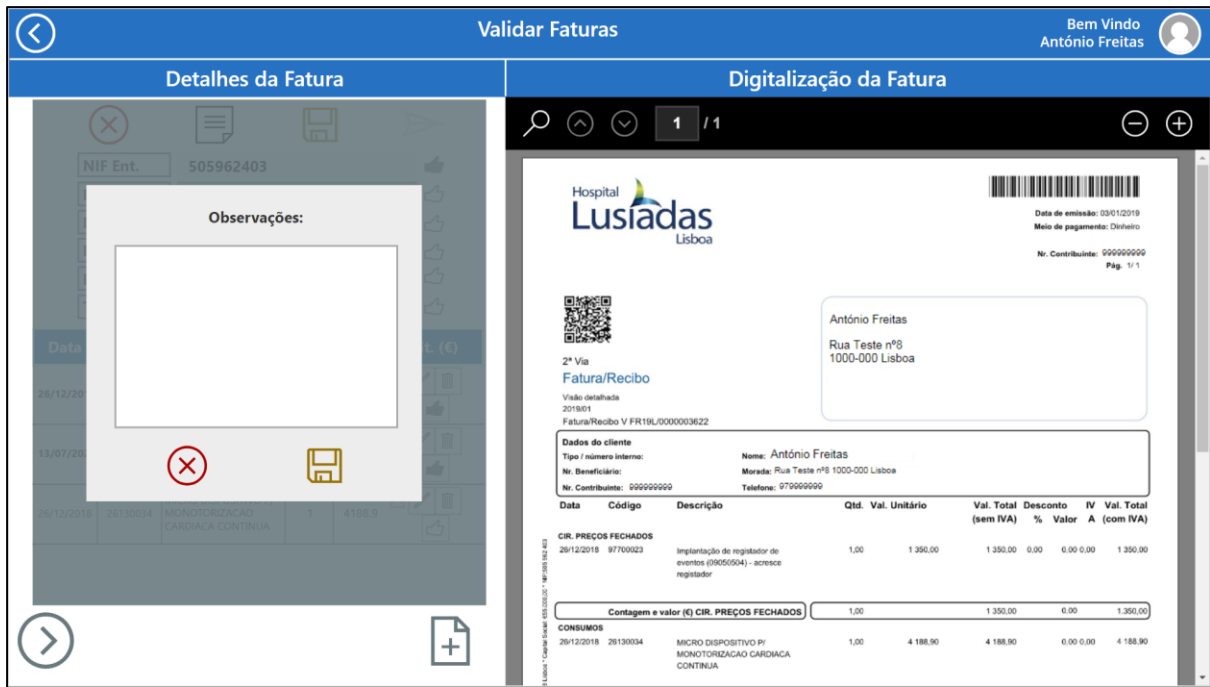 Validar Faturas
Bem Vindo
António Freitas
Detalhes da Fatura
Digitalização da Fatura
NIF Ent. 505962403
Observações:
Data
t. (€)
26/12/20
13/07/20
26/12/2018 26130034 MONOTORIZACAO 1 4188,9
CARDIACA CONTINUA
1 / 1
Hospital
Lusíadas
Lisboa
Data de emissão: 03/01/2019
Meio de pagamento: Dinheiro
Nr. Contribuinte: 999999999
Pág. 1/ 1
António Freitas
Rua Teste nº8
1000-000 Lisboa
2ª Via
Fatura/Recibo
Visão detalhada
2019/01
Fatura/Recibo V FR19L/0000003622
Dados do cliente
Tipo / número interno: Nome: António Freitas
Nr. Beneficiário: Morada: Rua Teste nº8 1000-000 Lisboa
Nr. Contribuinte: 999999999 Telefone: 979999999
Data Código Descrição Qtd. Val. Unitário Val. Total Desconto IV Val. Total
(sem IVA) % Valor A (com IVA)
CIR. PREÇOS FECHADOS
26/12/2018 97700023 Implantação de registador de 1,00 1 350,00 1 350,00 0,00 0,00 0,00 1 350,00
eventos (09050504) - acresce
registador
Contagem e valor (€) CIR. PREÇOS FECHADOS 1,00 1 350,00 0,00 1.350,00
CONSUMOS
26/12/2018 26130034 MICRO DISPOSITIVO P/ 1,00 4 188,90 4 188,90 0,00 0,00 4 188,90
MONOTORIZACAO CARDIACA
CONTINUA